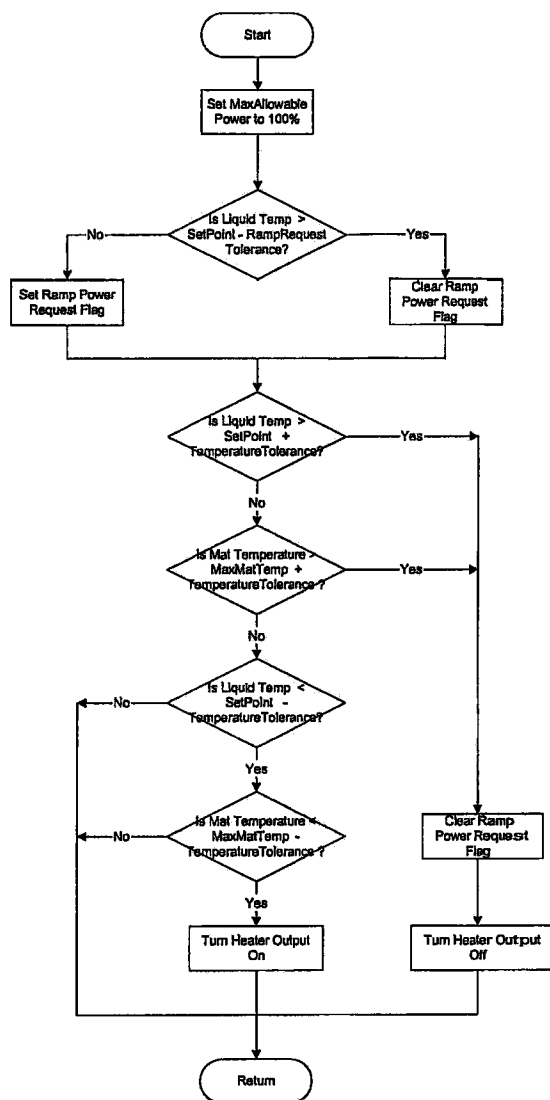 Start
Set MaxAllowable
Power to 100%
Is Liquid Temp >
SetPoint - RampRequest
Tolerance?
No
Yes
Set Ramp Power
Request Flag
Clear Ramp
Power Request
Flag
Is Liquid Temp >
SetPoint +
TemperatureTolerance?
Yes
No
Is Mat Temperature >
MaxMatTemp +
TemperatureTolerance ?
Yes
No
Is Liquid Temp <
SetPoint -
TemperatureTolerance?
No
Yes
Is Mat Temperature <
MaxMatTemp -
TemperatureTolerance ?
No
Yes
Clear Ramp
Power Request
Flag
Turn Heater Output
On
Turn Heater Output
Off
Return